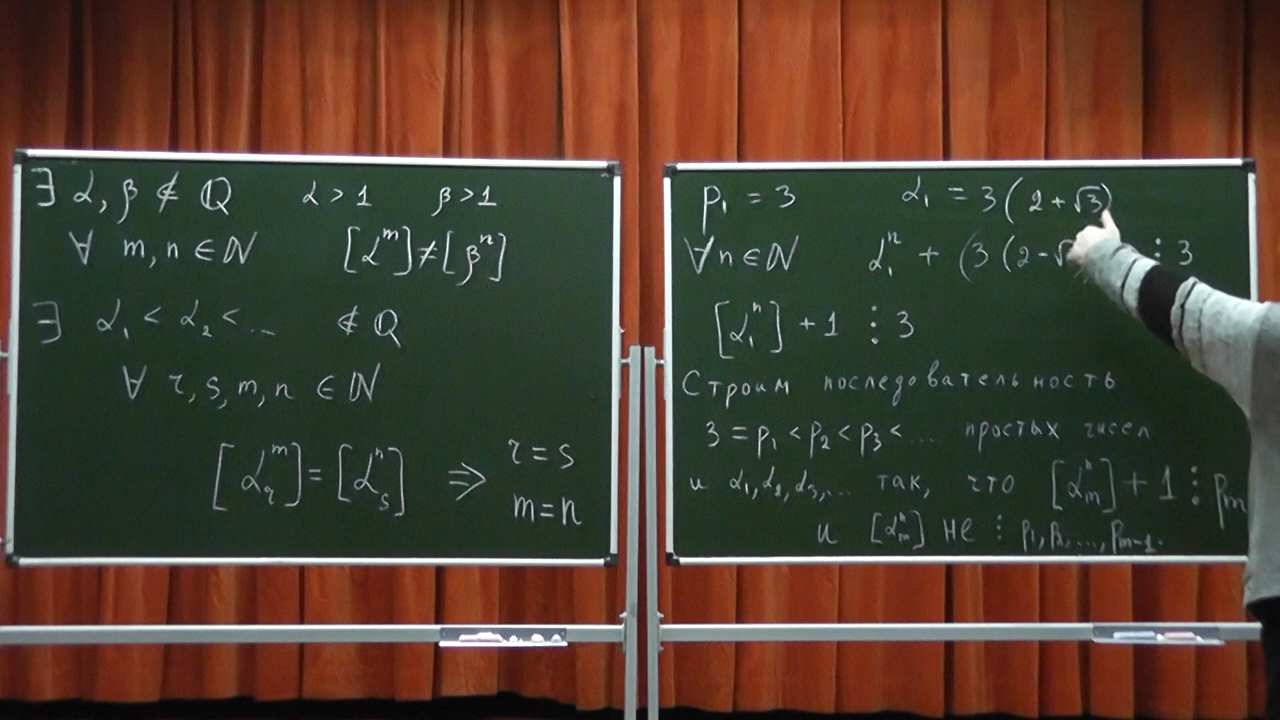 ∃ α, β ∉ ℚ α > 1 β > 1
∀ m, n ∈ ℕ [α^m] ≠ [β^n]
∃ α₁ < α₂ < ... ∉ ℚ
∀ r, s, m, n ∈ ℕ
[α_r^m] = [α_s^n] ⇒ r = s
m = n
p₁ = 3 α₁ = 3(2 + √3)
∀ n ∈ ℕ α₁ⁿ + (3(2 - √ ⋮ 3
[α₁ⁿ] + 1 ⋮ 3
Строим последовательность
3 = p₁ < p₂ < p₃ < ... простых чисел
и α₁, α₂, α₃, ... так, что [α_m^n] + 1 ⋮ p_m
и [α_m^n] не ⋮ p₁, p₂, ..., p_{m-1}.